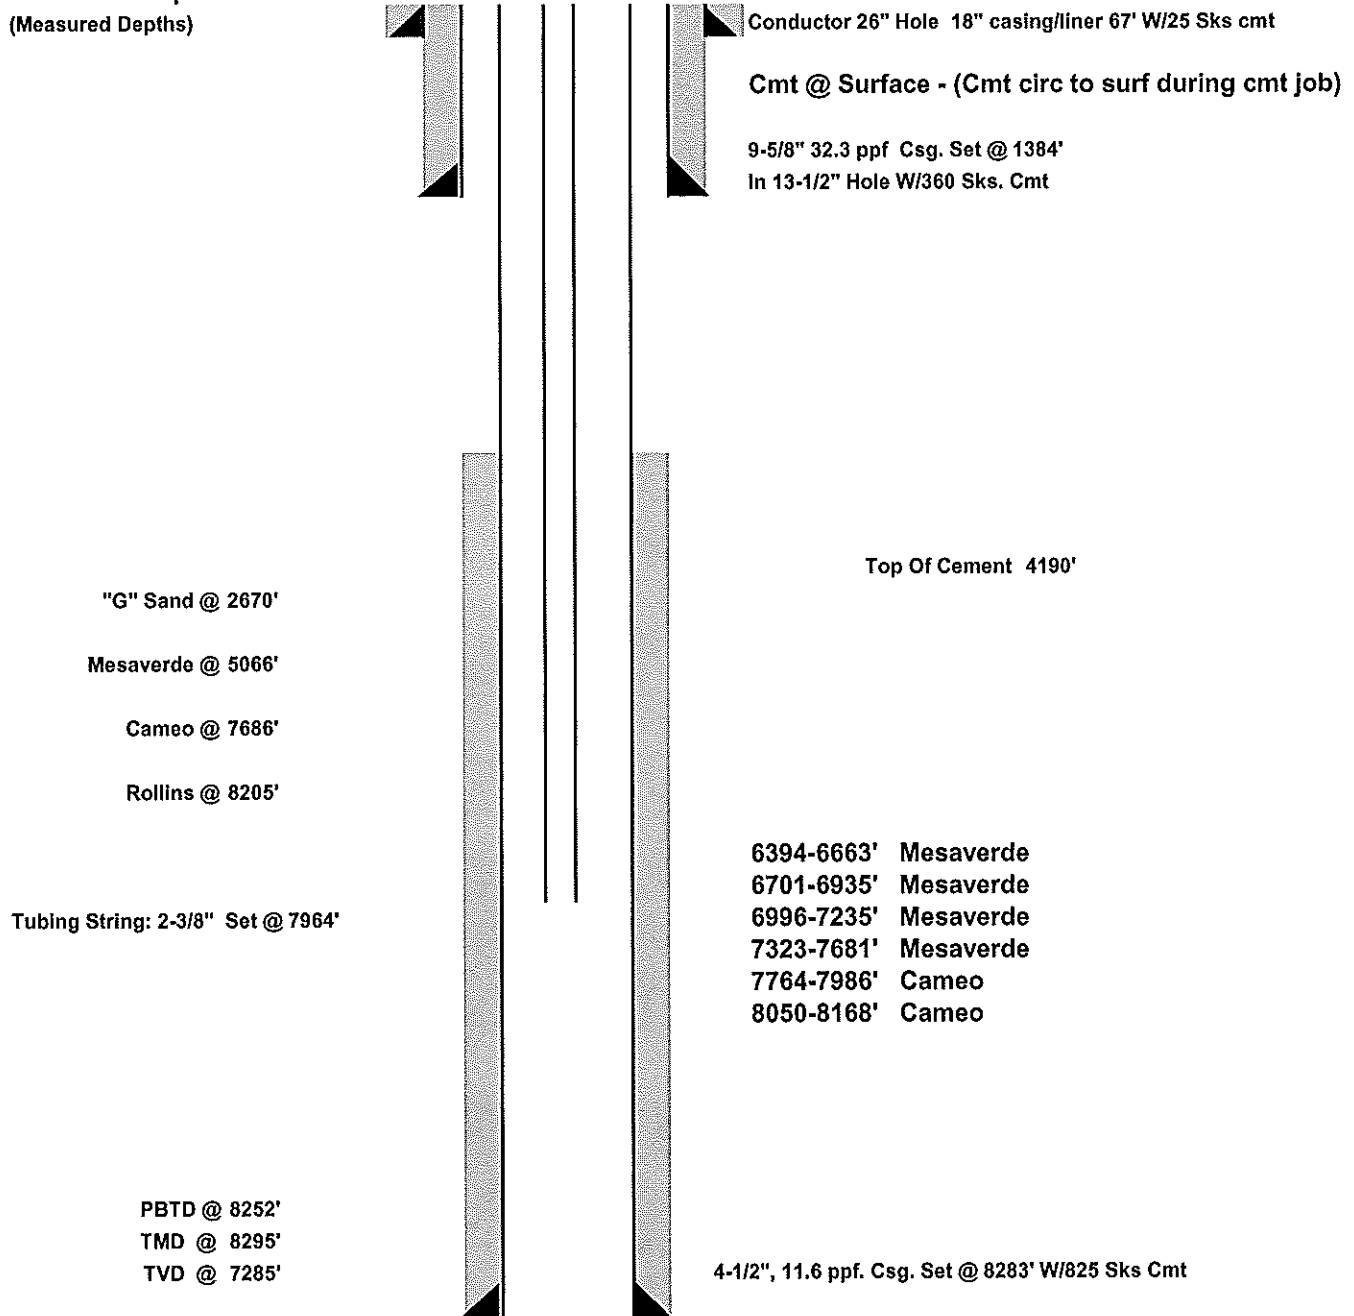 (Measured Depths)
Conductor 26" Hole 18" casing/liner 67' W/25 Sks cmt
Cmt @ Surface - (Cmt circ to surf during cmt job)
9-5/8" 32.3 ppf Csg. Set @ 1384'
In 13-1/2" Hole W/360 Sks. Cmt
Top Of Cement 4190'
"G" Sand @ 2670'
Mesaverde @ 5066'
Cameo @ 7686'
Rollins @ 8205'
6394-6663' Mesaverde
6701-6935' Mesaverde
6996-7235' Mesaverde
7323-7681' Mesaverde
7764-7986' Cameo
8050-8168' Cameo
Tubing String: 2-3/8" Set @ 7964'
PBTD @ 8252'
TMD @ 8295'
TVD @ 7285'
4-1/2", 11.6 ppf. Csg. Set @ 8283' W/825 Sks Cmt